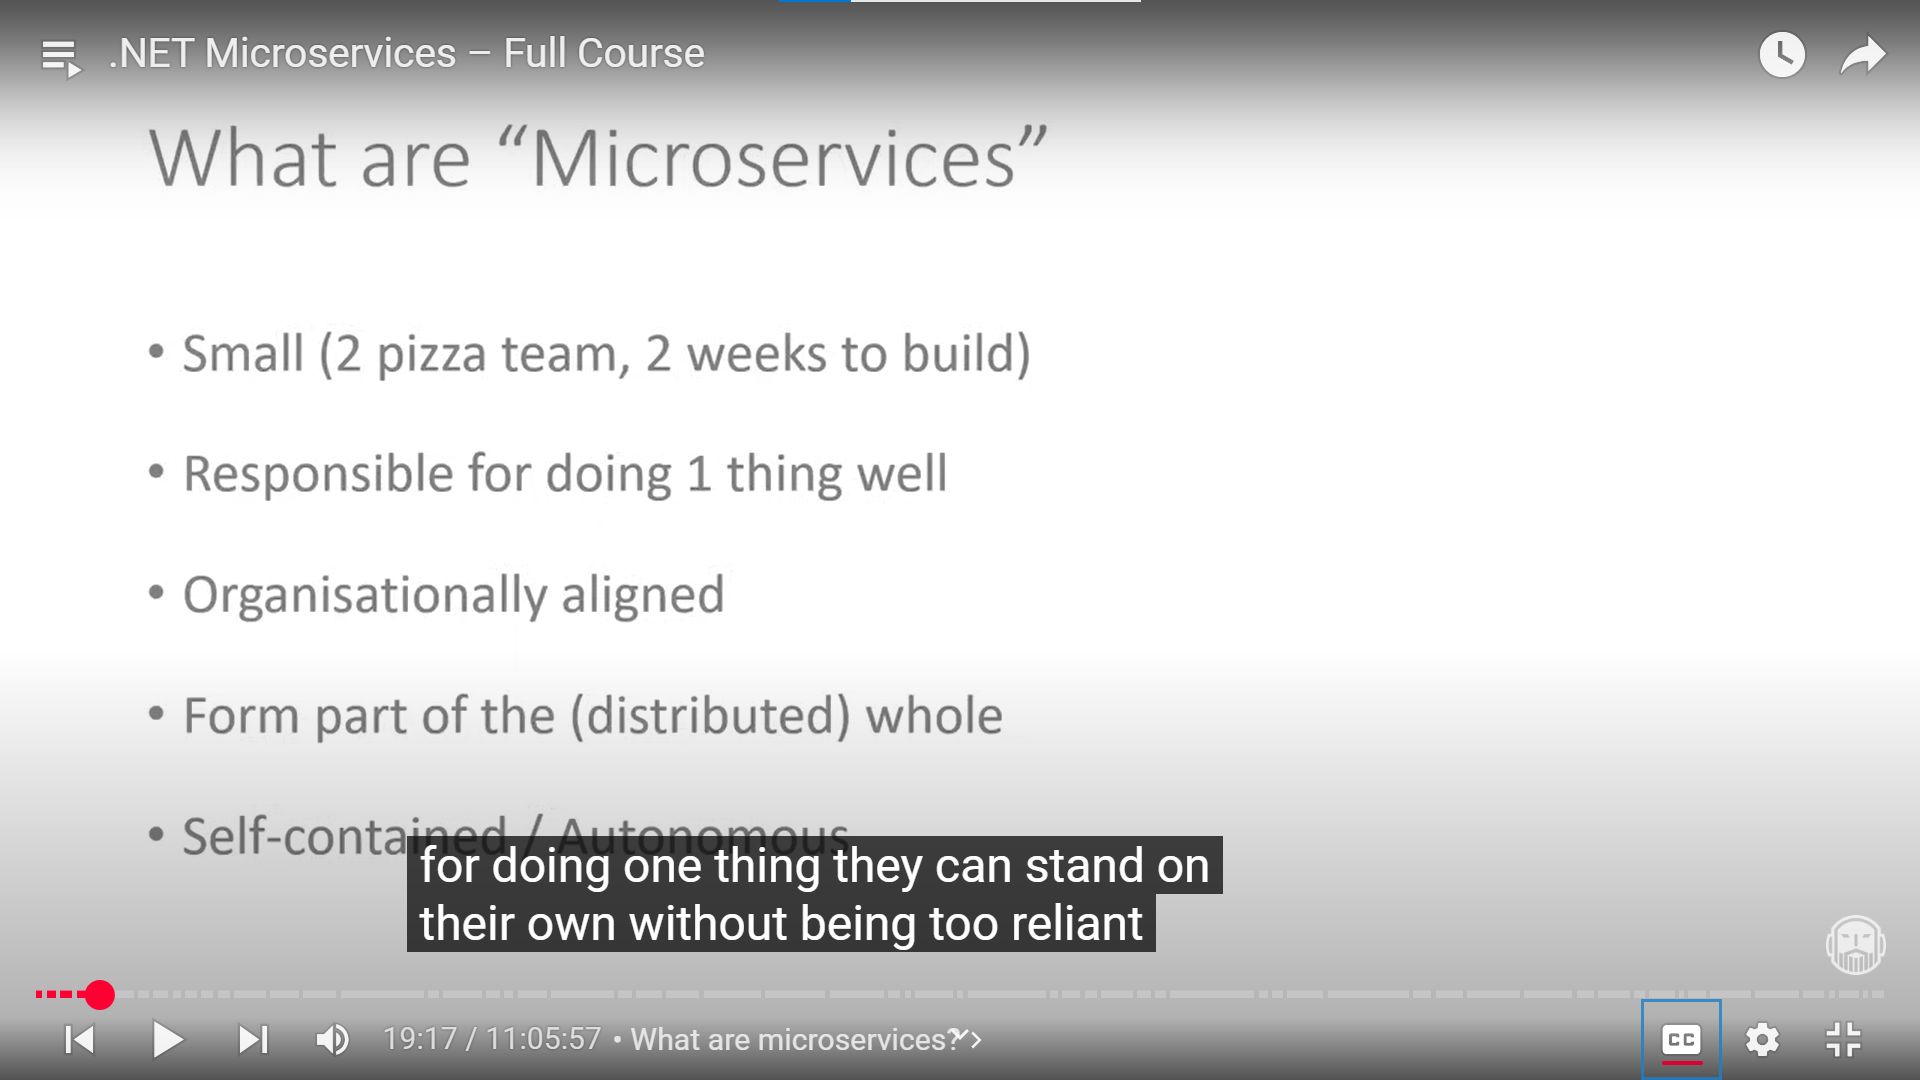 .NET Microservices – Full Course
What are “Microservices”
• Small (2 pizza team, 2 weeks to build)
• Responsible for doing 1 thing well
• Organisationally aligned
• Form part of the (distributed) whole
• Self-contained / Autonomous
for doing one thing they can stand on
their own without being too reliant
19:17 / 11:05:57 • What are microservices?
CC